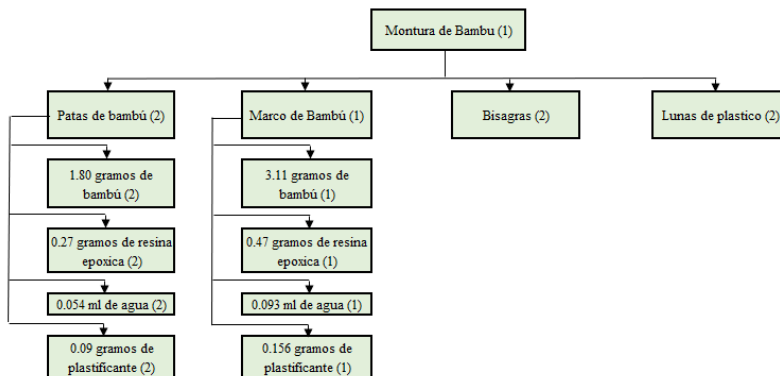 Montura de Bambu (1)
Patas de bambú (2)
Marco de Bambú (1)
Bisagras (2)
Lunas de plastico (2)
1.80 gramos de
bambú (2)
3.11 gramos de
bambú (1)
0.27 gramos de resina
epoxica (2)
0.47 gramos de resina
epoxica (1)
0.054 ml de agua (2)
0.093 ml de agua (1)
0.09 gramos de
plastificante (2)
0.156 gramos de
plastificante (1)